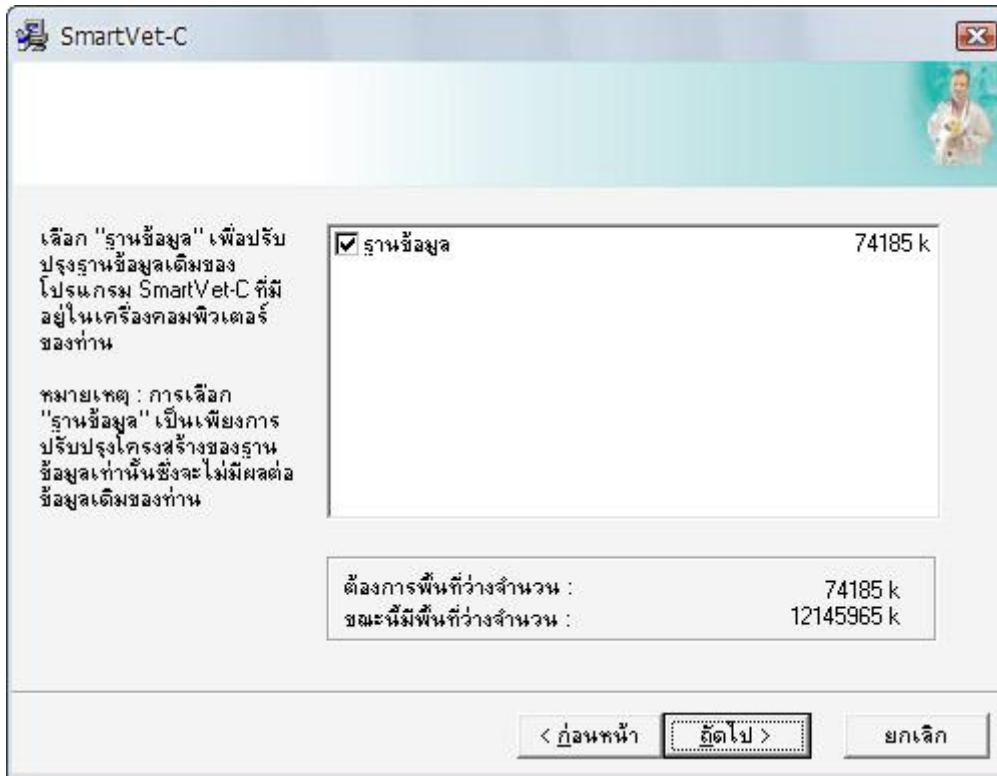 SmartVet-C
เลือก "ฐานข้อมูล" เพื่อปรับ
ปรุงฐานข้อมูลเดิมของ
โปรแกรม SmartVet-C ที่มี
อยู่ในเครื่องคอมพิวเตอร์
ของท่าน
หมายเหตุ : การเลือก
"ฐานข้อมูล" เป็นเพียงการ
ปรับปรุงโครงสร้างของฐาน
ข้อมูลเท่านั้นซึ่งจะไม่มีผลต่อ
ข้อมูลเดิมของท่าน
ฐานข้อมูล 74185 k
ต้องการพื้นที่ว่างจำนวน : 74185 k
ขณะนี้มีพื้นที่ว่างจำนวน : 12145965 k
< ก่อนหน้า ถัดไป > ยกเลิก